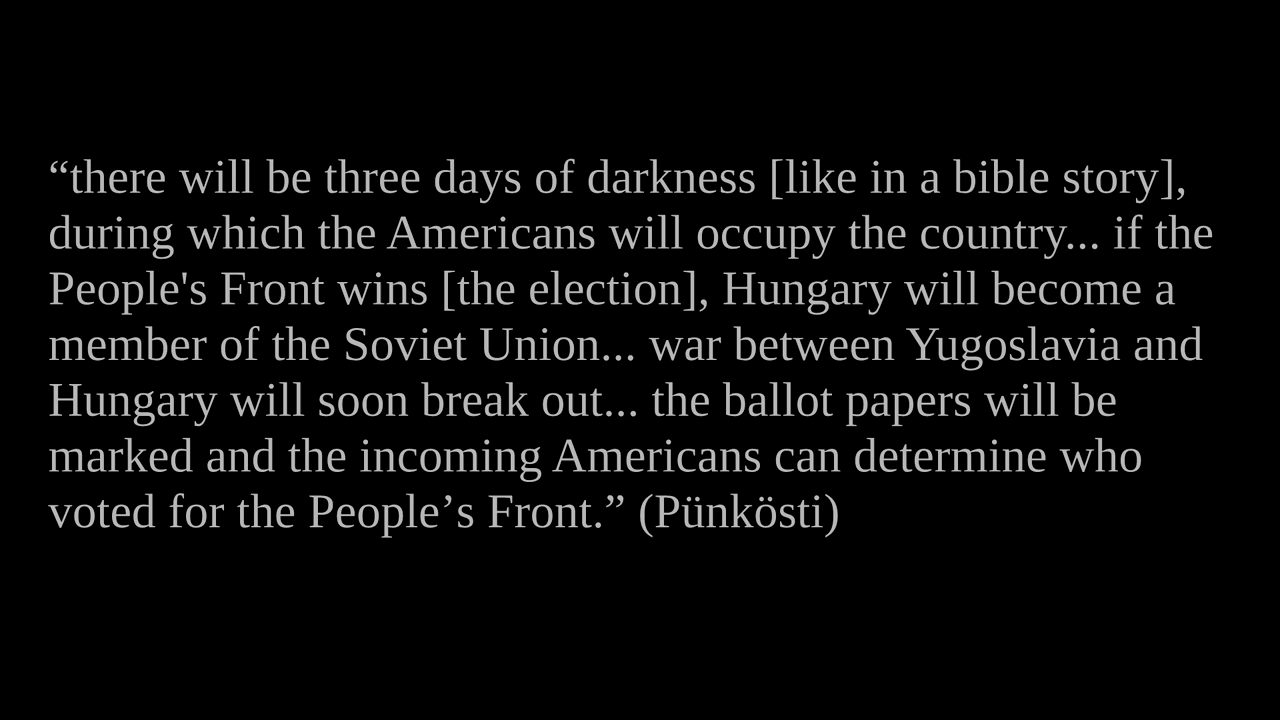 “there will be three days of darkness [like in a bible story],
during which the Americans will occupy the country... if the
People's Front wins [the election], Hungary will become a
member of the Soviet Union... war between Yugoslavia and
Hungary will soon break out... the ballot papers will be
marked and the incoming Americans can determine who
voted for the People’s Front.” (Pünkösti)